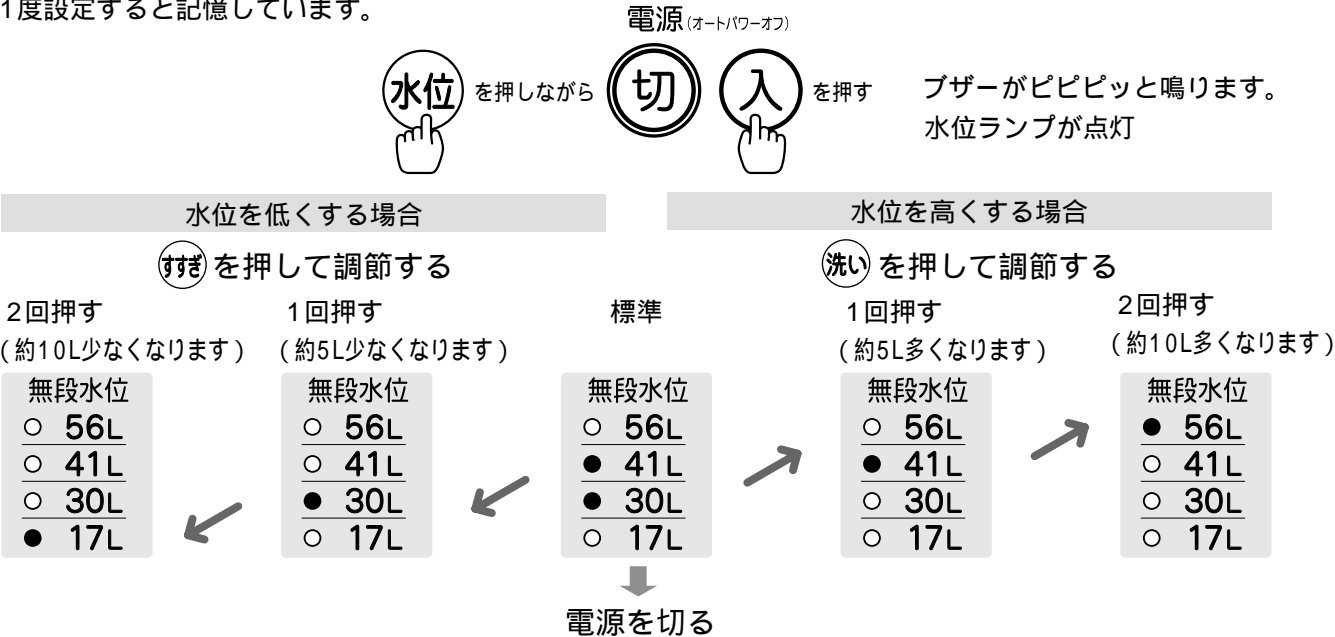 1度設定すると記憶しています。
電源(オートパワーオフ)
水位 を押しながら 切 入 を押す
ブザーがピピピッと鳴ります。
水位ランプが点灯
水位を低くする場合
すすぎ を押して調節する
水位を高くする場合
洗い を押して調節する
2回押す
(約10L少なくなります)
無段水位
○ 56L
○ 41L
○ 30L
● 17L
1回押す
(約5L少なくなります)
無段水位
○ 56L
○ 41L
● 30L
○ 17L
標準
無段水位
○ 56L
● 41L
● 30L
○ 17L
1回押す
(約5L多くなります)
無段水位
○ 56L
● 41L
○ 30L
○ 17L
2回押す
(約10L多くなります)
無段水位
● 56L
○ 41L
○ 30L
○ 17L
電源を切る